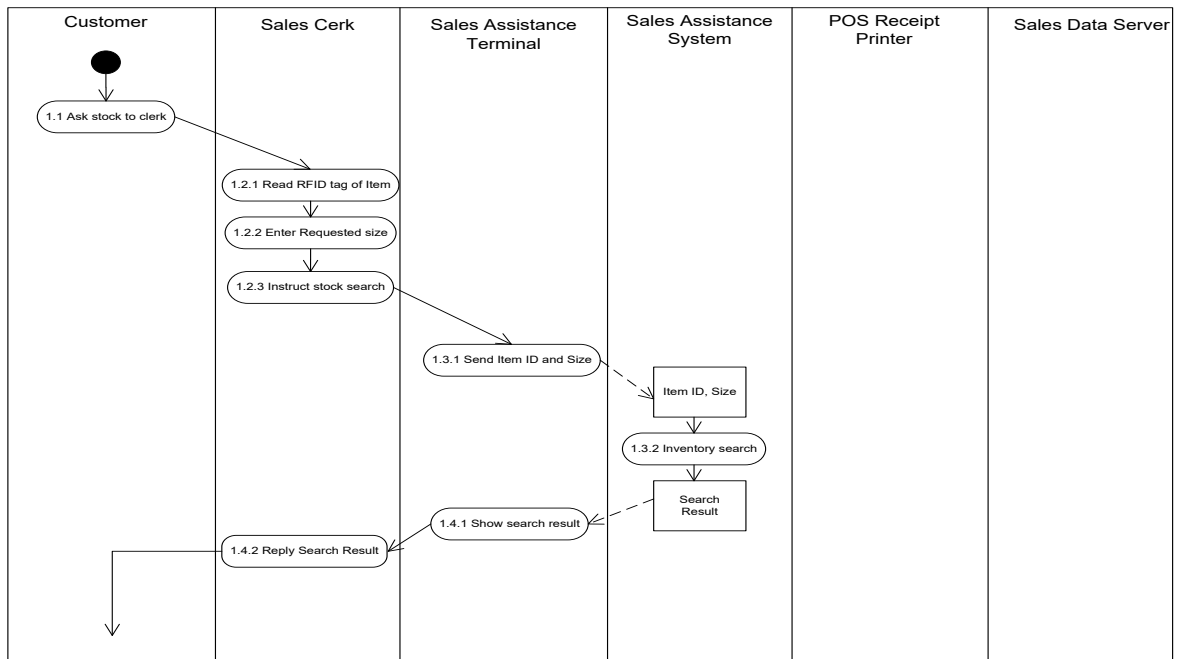 Customer
Sales Cerk
Sales Assistance
Terminal
Sales Assistance
System
POS Receipt
Printer
Sales Data Server
1.1 Ask stock to clerk
1.2.1 Read RFID tag of Item
1.2.2 Enter Requested size
1.2.3 Instruct stock search
1.3.1 Send Item ID and Size
Item ID, Size
1.3.2 Inventory search
Search
Result
1.4.1 Show search result
1.4.2 Reply Search Result